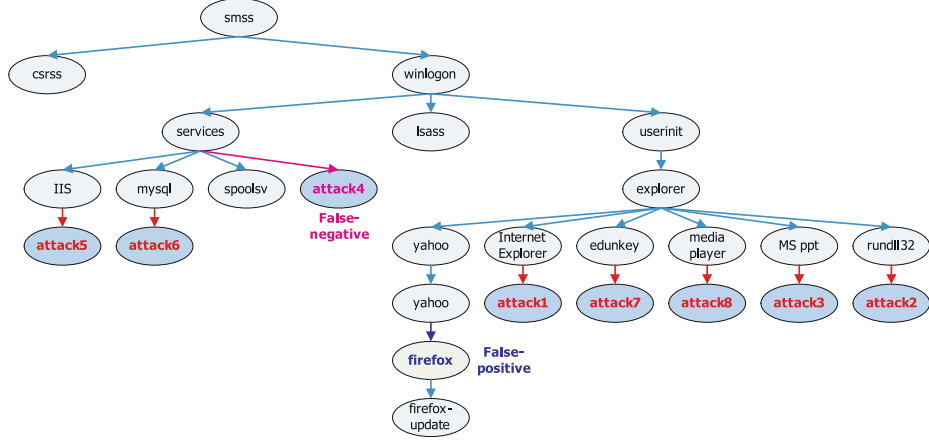 smss
csrss
winlogon
services
lsass
userinit
IIS
mysql
spoolsv
attack4
explorer
False-
negative
attack5
attack6
yahoo
Internet
Explorer
edunkey
media
player
MS ppt
rundll32
yahoo
attack1
attack7
attack8
attack3
attack2
firefox
False-
positive
firefox-
update